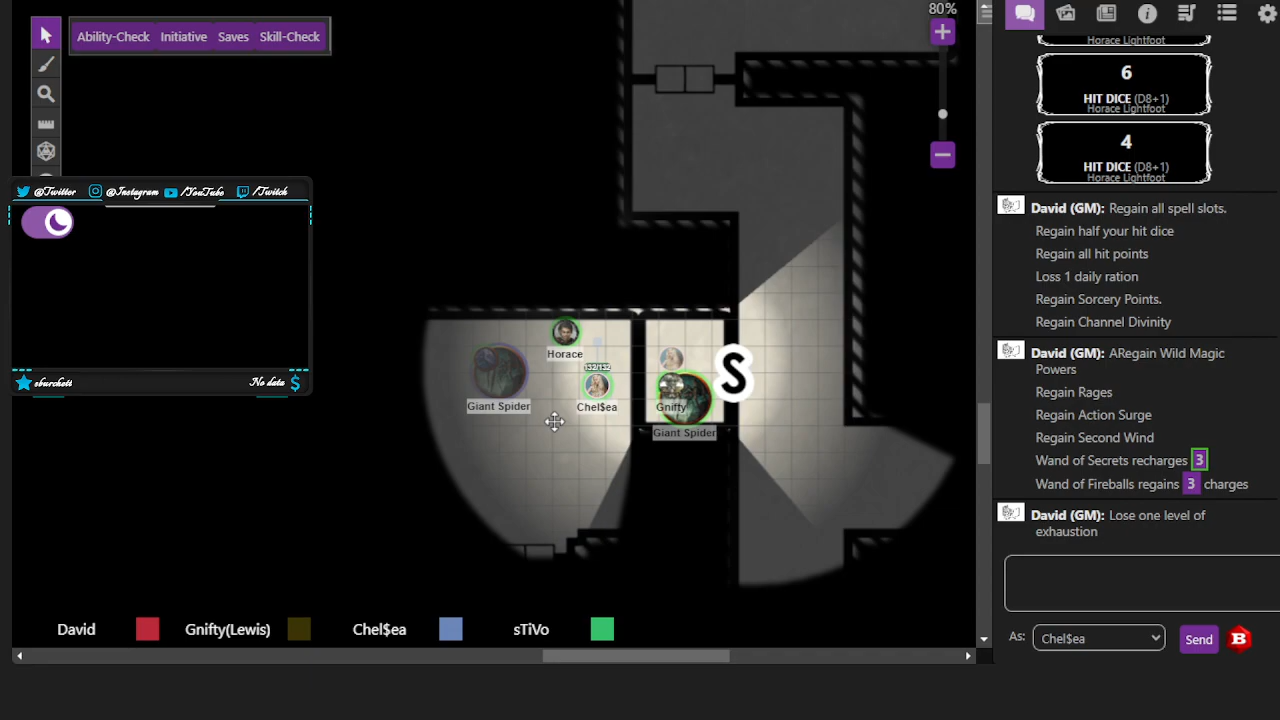 80%
Ability-Check Initiative Saves Skill-Check
@Twitter @Instagram /YouTube /Twitch
sburchett No data
Horace
132/132
Giant Spider
Chel$ea
Gnifty
Giant Spider
S
David Gnifty(Lewis) Chel$ea sTiVo
Horace Lightfoot
6
HIT DICE (D8+1)
Horace Lightfoot
4
HIT DICE (D8+1)
Horace Lightfoot
David (GM): Regain all spell slots.
Regain half your hit dice
Regain all hit points
Loss 1 daily ration
Regain Sorcery Points.
Regain Channel Divinity
David (GM): ARegain Wild Magic
Powers
Regain Rages
Regain Action Surge
Regain Second Wind
Wand of Secrets recharges 3
Wand of Fireballs regains 3 charges
David (GM): Lose one level of
exhaustion
As: Chel$ea Send B